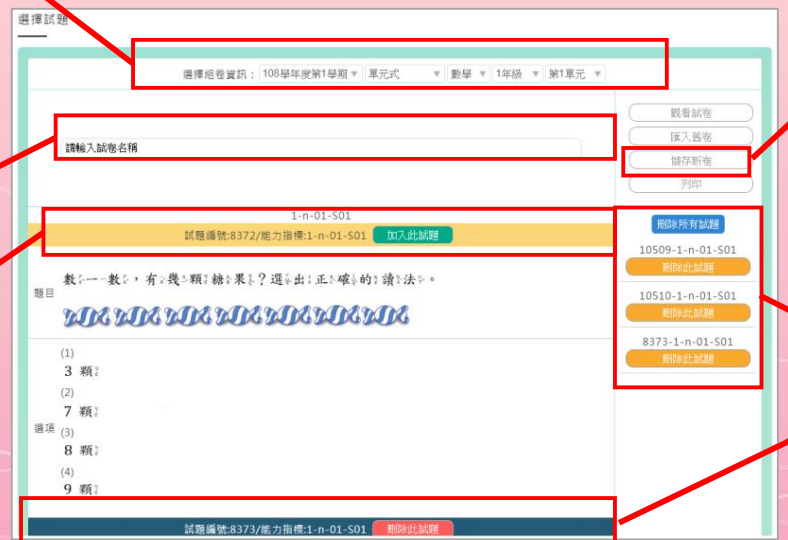 選擇試題
選擇組卷資訊： 108學年度第1學期 單元式 數學 1年級 第1單元
請輸入試卷名稱
觀看試卷
匯入舊卷
儲存新卷
列印
1-n-01-S01
試題編號:8372/能力指標:1-n-01-S01 加入此試題
題目
數一一數，有幾顆糖果？選出正確的讀法。
選項
(1)
3 顆
(2)
7 顆
(3)
8 顆
(4)
9 顆
試題編號:8373/能力指標:1-n-01-S01 刪除此試題
刪除所有試題
10509-1-n-01-S01
刪除此試題
10510-1-n-01-S01
刪除此試題
8373-1-n-01-S01
刪除此試題